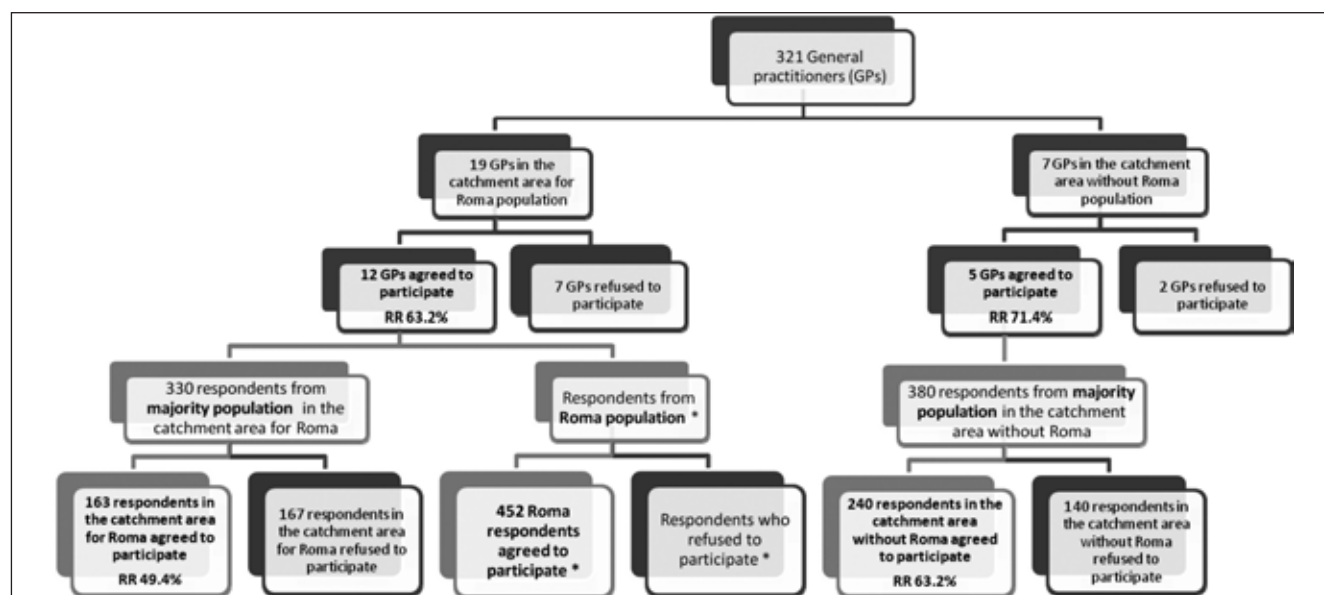 321 General
practitioners (GPs)
19 GPs in the
catchment area for
Roma population
7 GPs in the catchment
area without Roma
population
12 GPs agreed to
participate
RR 63.2%
7 GPs refused to
participate
5 GPs agreed to
participate
RR 71.4%
2 GPs refused to
participate
330 respondents from
majority population in the
catchment area for Roma
Respondents from
Roma population *
380 respondents from majority
population in the catchment
area without Roma
163 respondents in
the catchment area
for Roma agreed to
participate
RR 49.4%
167 respondents in
the catchment area
for Roma refused to
participate
452 Roma
respondents
agreed to
participate *
Respondents who
refused to
participate *
240 respondents in the
catchment area
without Roma agreed
to participate
RR 63.2%
140 respondents in
the catchment area
without Roma
refused to
participate